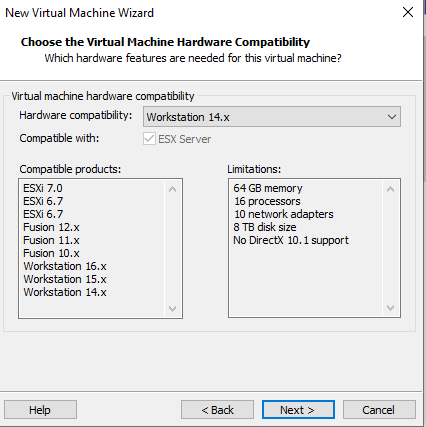 New Virtual Machine Wizard
Choose the Virtual Machine Hardware Compatibility
Which hardware features are needed for this virtual machine?
Virtual machine hardware compatibility
Hardware compatibility: Workstation 14.x
Compatible with: ESX Server
Compatible products:
ESXi 7.0
ESXi 6.7
ESXi 6.7
Fusion 12.x
Fusion 11.x
Fusion 10.x
Workstation 16.x
Workstation 15.x
Workstation 14.x
Limitations:
64 GB memory
16 processors
10 network adapters
8 TB disk size
No DirectX 10.1 support
Help < Back Next > Cancel